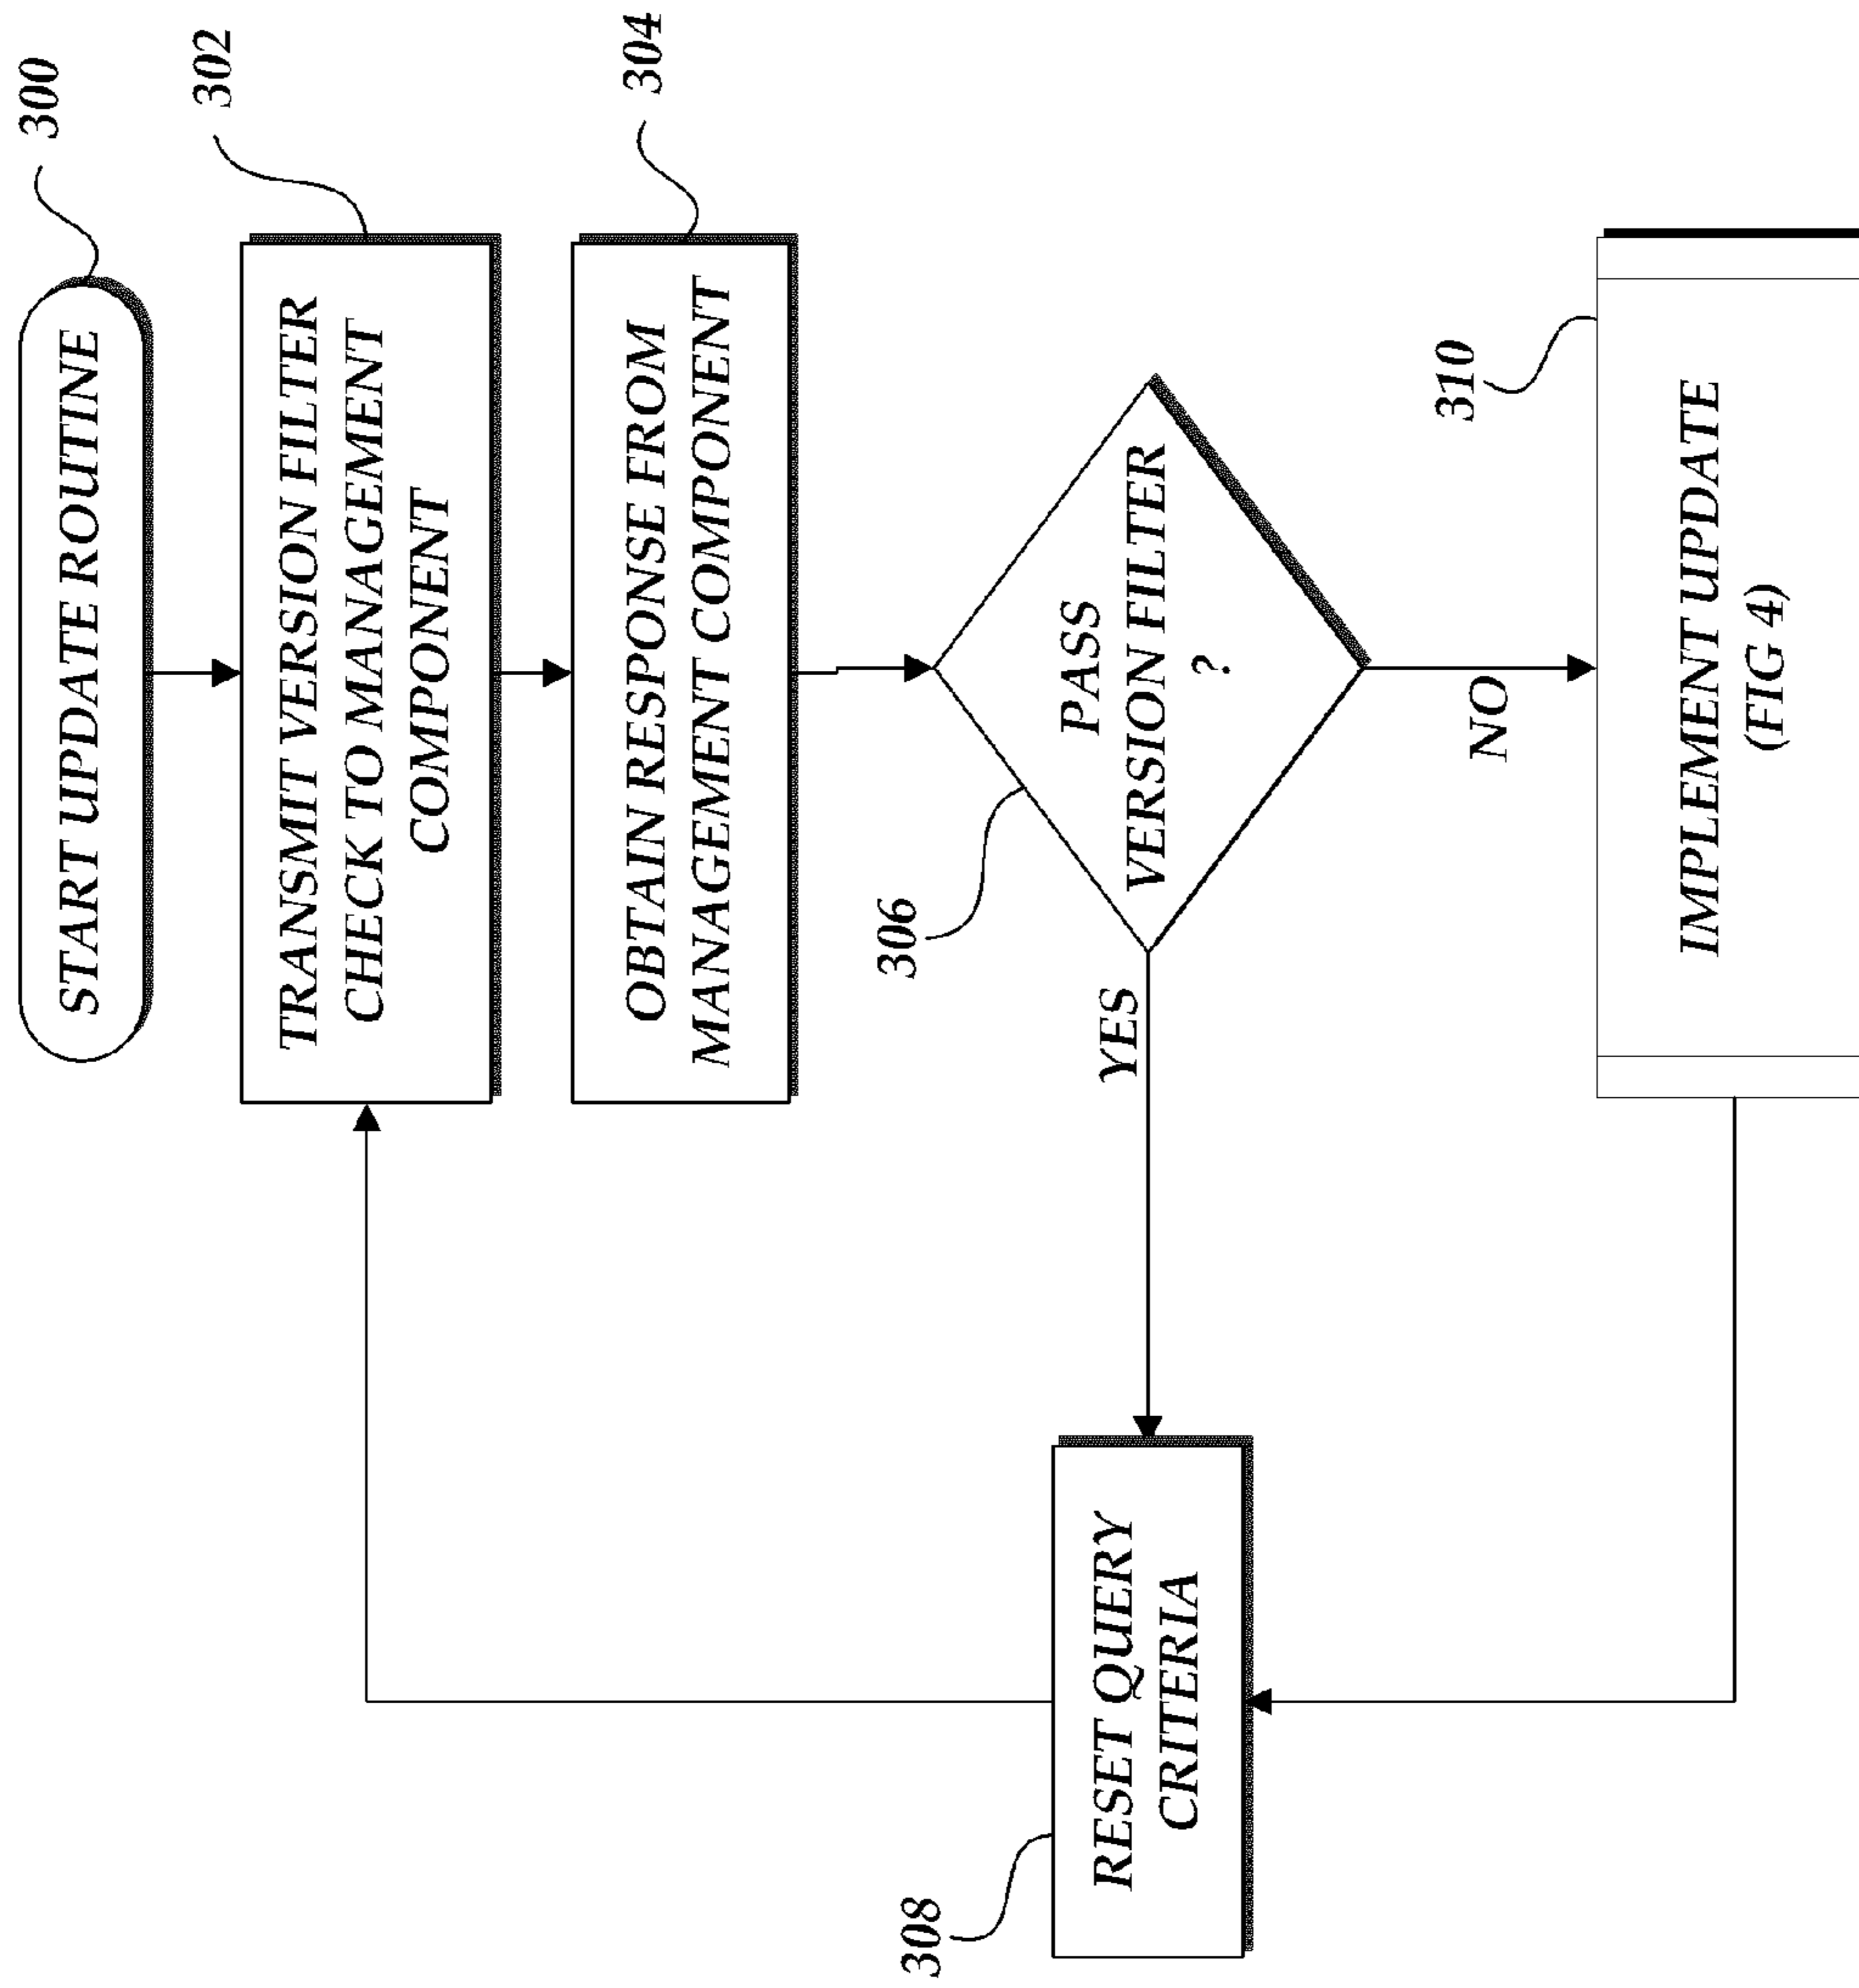 300
START UPDATE ROUTINE
302
TRANSMIT VERSION FILTER
CHECK TO MANAGEMENT
COMPONENT
304
OBTAIN RESPONSE FROM
MANAGEMENT COMPONENT
306
PASS
VERSION FILTER
?
YES
NO
308
RESET QUERY
CRITERIA
310
IMPLEMENT UPDATE
(FIG 4)